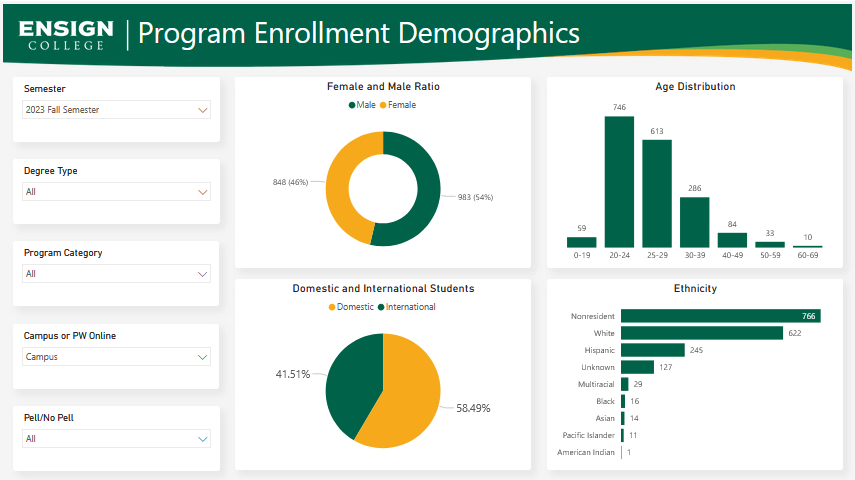 ENSIGN
COLLEGE
Program Enrollment Demographics
Semester
2023 Fall Semester
Degree Type
All
Program Category
All
Campus or PW Online
Campus
Pell/No Pell
All
Female and Male Ratio
Male Female
848 (46%)
983 (54%)
Age Distribution
746
613
286
59
84
33
10
0-19 20-24 25-29 30-39 40-49 50-59 60-69
Domestic and International Students
Domestic International
41.51%
58.49%
Ethnicity
Nonresident 766
White 622
Hispanic 245
Unknown 127
Multiracial 29
Black 16
Asian 14
Pacific Islander 11
American Indian 1